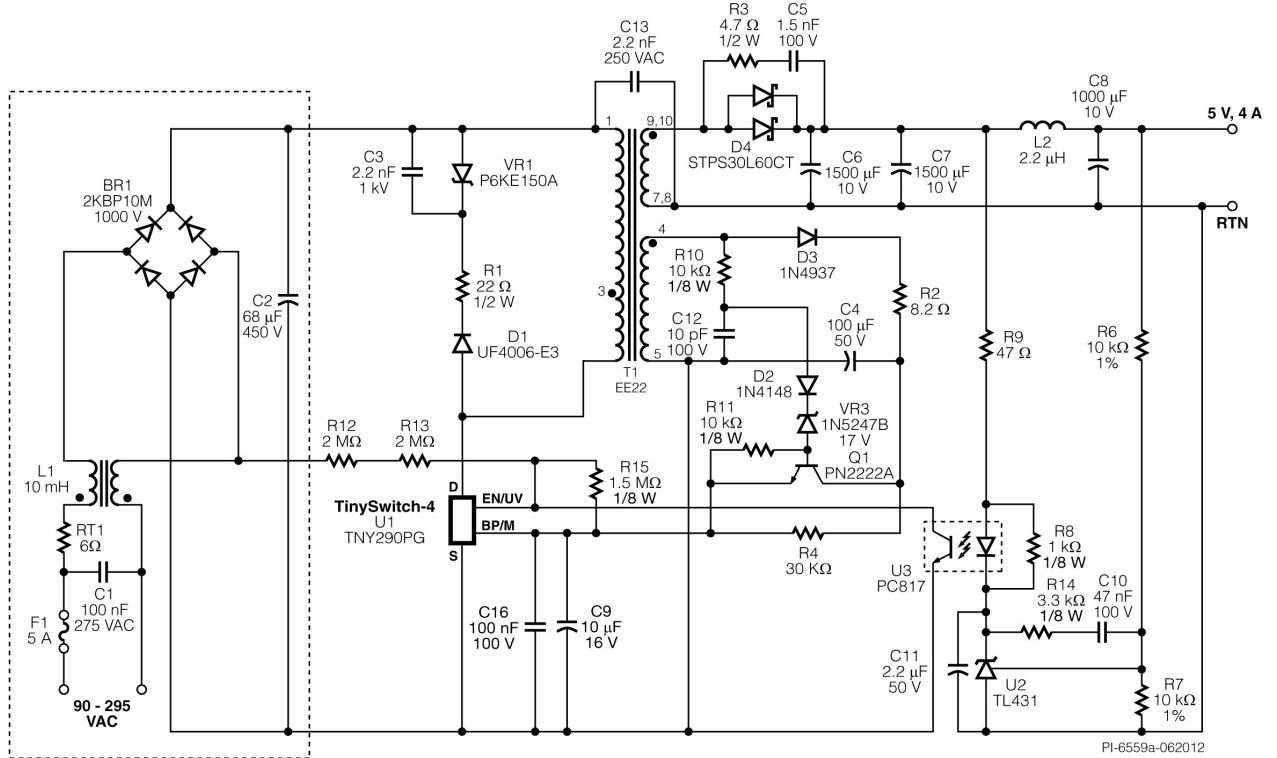 C13
2.2 nF
250 VAC
R3
4.7 Ω
1/2 W
C5
1.5 nF
100 V
C8
1000 µF
10 V
5 V, 4 A
1
9,10
D4
STPS30L60CT
L2
2.2 µH
C3
2.2 nF
1 kV
VR1
P6KE150A
C6
1500 µF
10 V
C7
1500 µF
10 V
BR1
2KBP10M
1000 V
7,8
RTN
4
R10
10 kΩ
1/8 W
D3
1N4937
R1
22 Ω
1/2 W
3
C2
68 µF
450 V
R2
8.2 Ω
C12
10 pF
100 V
C4
100 µF
50 V
R9
47 Ω
R6
10 kΩ
1%
D1
UF4006-E3
5
T1
EE22
D2
1N4148
VR3
1N5247B
17 V
R11
10 kΩ
1/8 W
Q1
PN2222A
R12
2 MΩ
R13
2 MΩ
L1
10 mH
R15
1.5 MΩ
1/8 W
D
EN/UV
TinySwitch-4
U1
TNY290PG
BP/M
S
RT1
6Ω
R4
30 KΩ
U3
PC817
R8
1 kΩ
1/8 W
R14
3.3 kΩ
1/8 W
C10
47 nF
100 V
C1
100 nF
275 VAC
F1
5 A
C16
100 nF
100 V
C9
10 µF
16 V
C11
2.2 µF
50 V
U2
TL431
R7
10 kΩ
1%
90 - 295
VAC
PI-6559a-062012